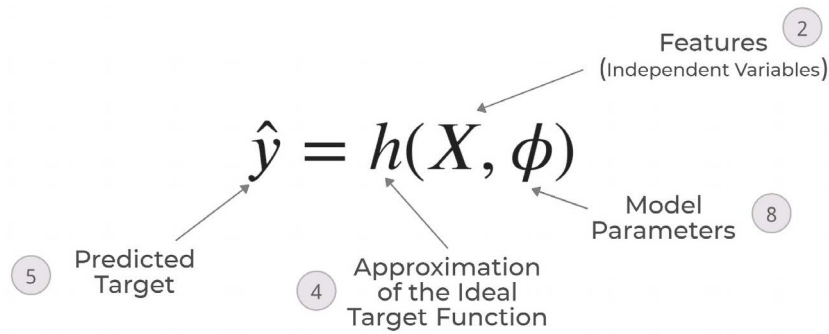 2
Features
(Independent Variables)
ŷ = h(X, ϕ)
Model
Parameters
8
5
Predicted
Target
4
Approximation
of the Ideal
Target Function